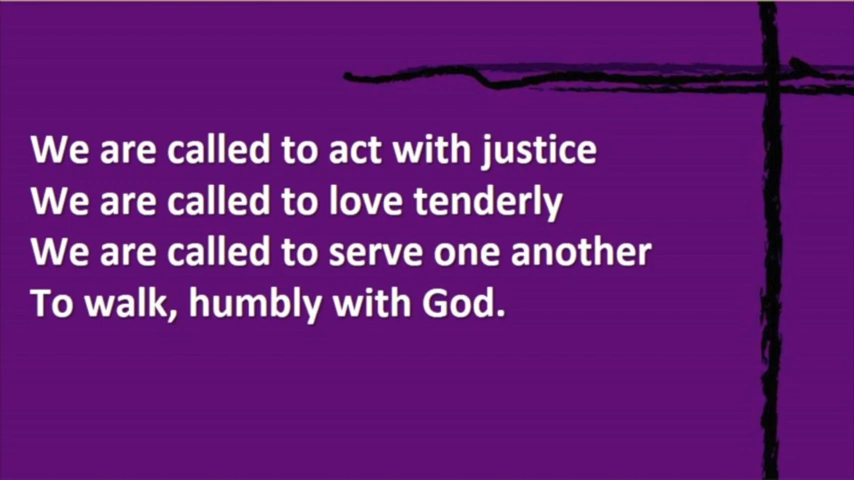 We are called to act with justice
We are called to love tenderly
We are called to serve one another
To walk, humbly with God.